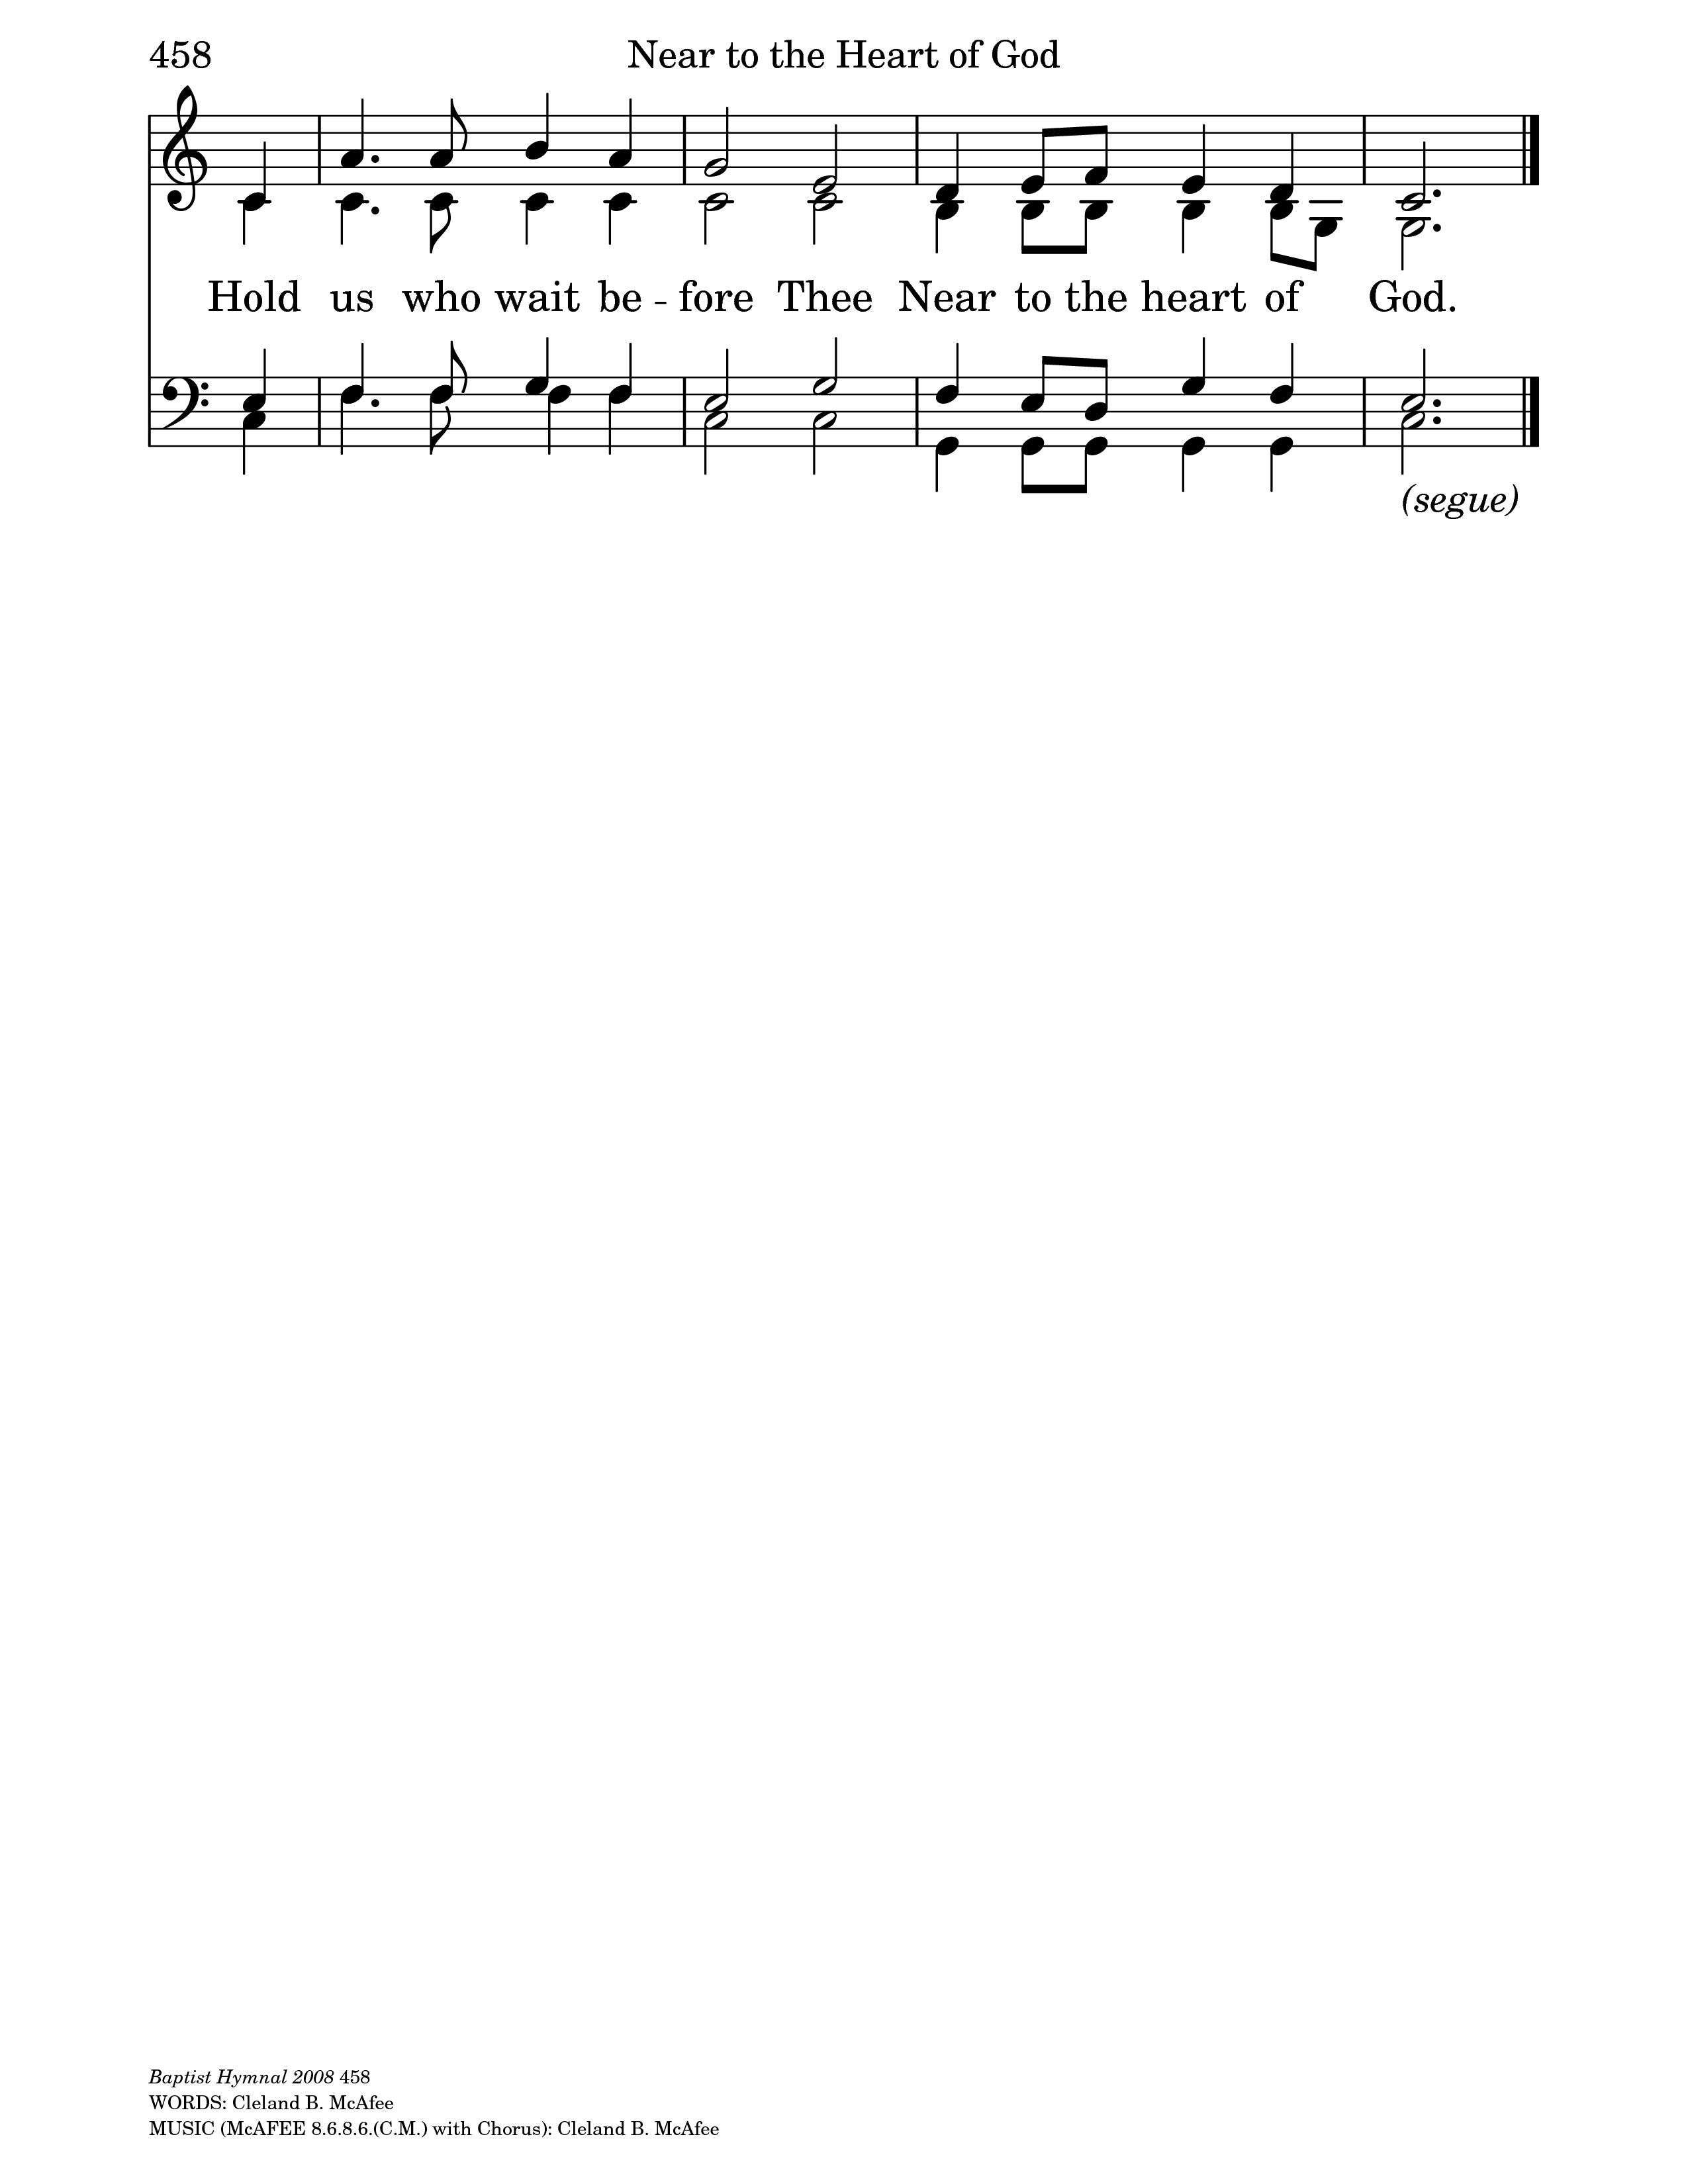 458 Near to the Heart of God
Hold us who wait be - fore Thee Near to the heart of God.
(segue)
Baptist Hymnal 2008 458
WORDS: Cleland B. McAfee
MUSIC (McAFEE 8.6.8.6.(C.M.) with Chorus): Cleland B. McAfee